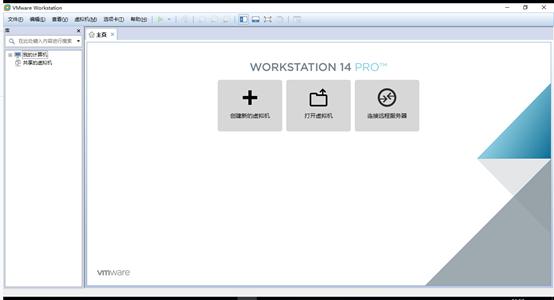 VMware Workstation
文件(F) 编辑(E) 查看(V) 虚拟机(M) 选项卡(T) 帮助(H)
库
在此处键入内容进行搜索
我的计算机
共享的虚拟机
主页
WORKSTATION 14 PRO™
创建新的虚拟机
打开虚拟机
连接远程服务器
vmware